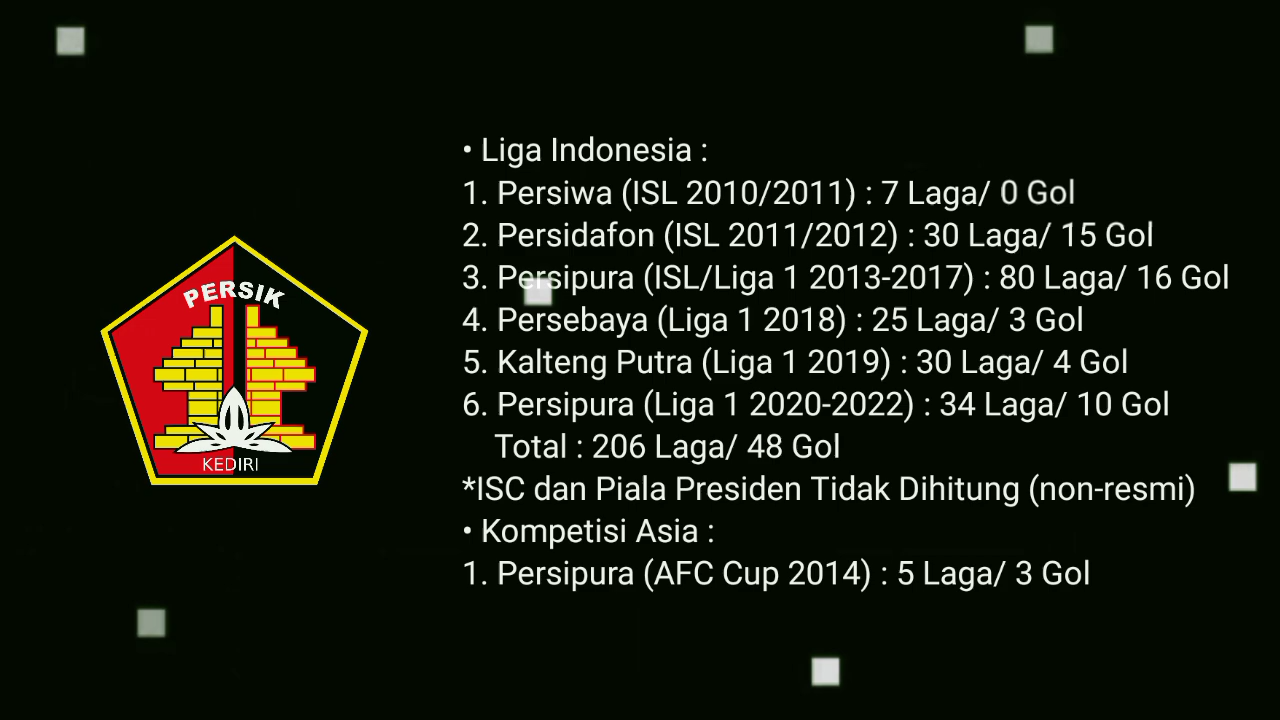 PERSIK
KEDIRI
• Liga Indonesia :
1. Persiwa (ISL 2010/2011) : 7 Laga/ 0 Gol
2. Persidafon (ISL 2011/2012) : 30 Laga/ 15 Gol
3. Persipura (ISL/Liga 1 2013-2017) : 80 Laga/ 16 Gol
4. Persebaya (Liga 1 2018) : 25 Laga/ 3 Gol
5. Kalteng Putra (Liga 1 2019) : 30 Laga/ 4 Gol
6. Persipura (Liga 1 2020-2022) : 34 Laga/ 10 Gol
Total : 206 Laga/ 48 Gol
*ISC dan Piala Presiden Tidak Dihitung (non-resmi)
• Kompetisi Asia :
1. Persipura (AFC Cup 2014) : 5 Laga/ 3 Gol